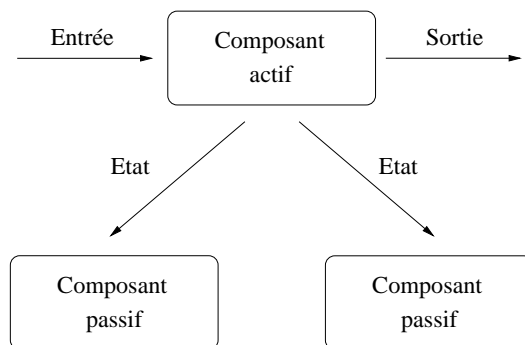 Entrée
Composant
actif
Sortie
Etat
Etat
Composant
passif
Composant
passif